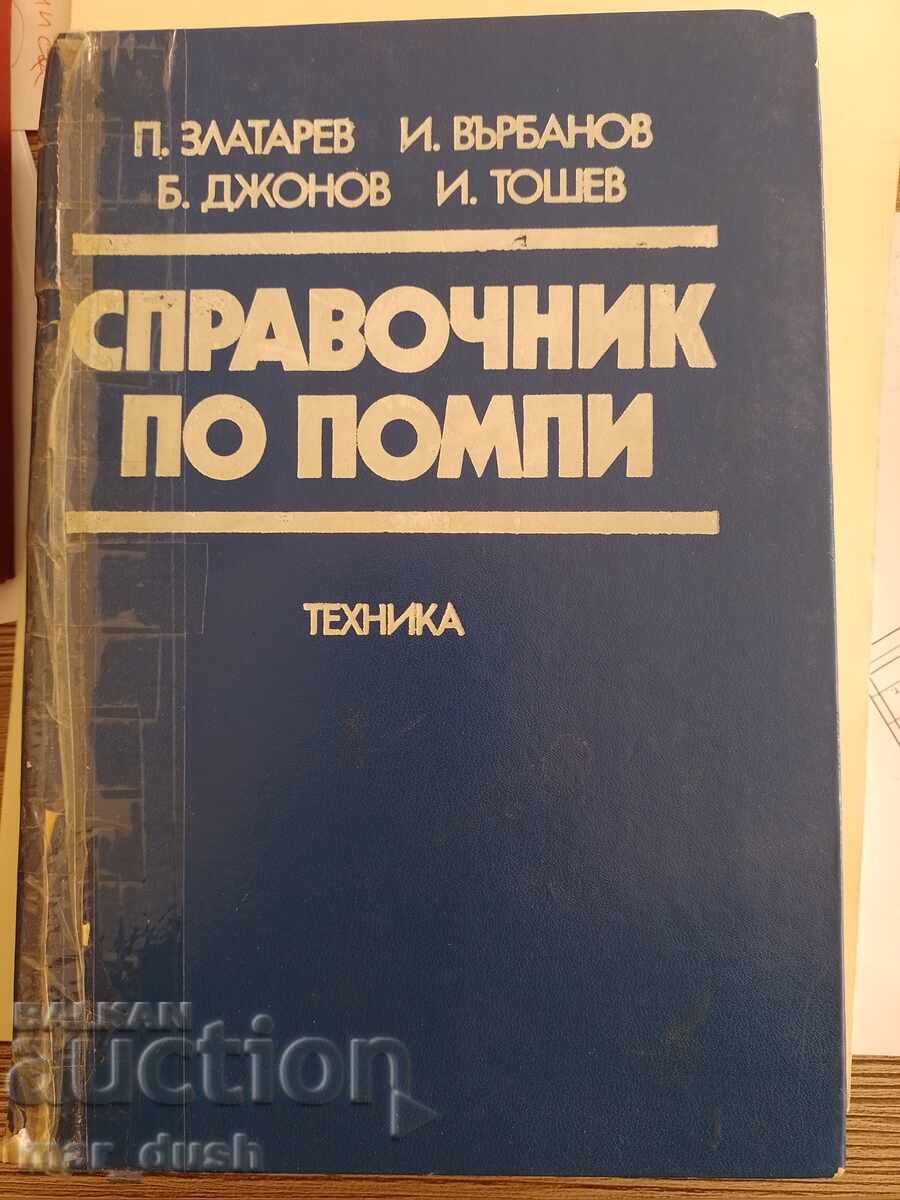 П. ЗЛАТАРЕВ И. ВЪРБАНОВ
Б. ДЖОНОВ И. ТОШЕВ
СПРАВОЧНИК
ПО ПОМПИ
ТЕХНИКА
BALKAN
auction
mar_dush